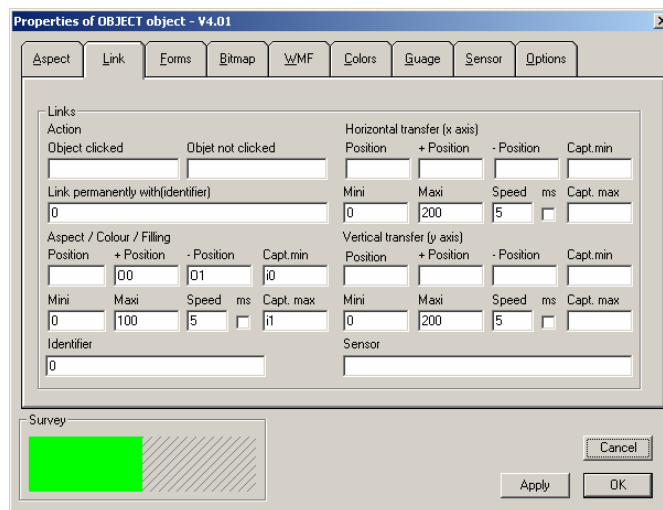 Properties of OBJECT object - V4.01
Aspect Link Forms Bitmap WMF Colors Guage Sensor Options
Links
Action
Object clicked Objet not clicked
Link permanently with(identifier)
0
Aspect / Colour / Filling
Position + Position - Position Capt.min
O0 O1 i0
Mini Maxi Speed ms Capt. max
0 100 5 i1
Identifier
0
Horizontal transfer (x axis)
Position + Position - Position Capt.min
Mini Maxi Speed ms Capt. max
0 200 5
Vertical transfer (y axis)
Position + Position - Position Capt.min
Mini Maxi Speed ms Capt. max
0 200 5
Sensor
Survey
Cancel
Apply OK